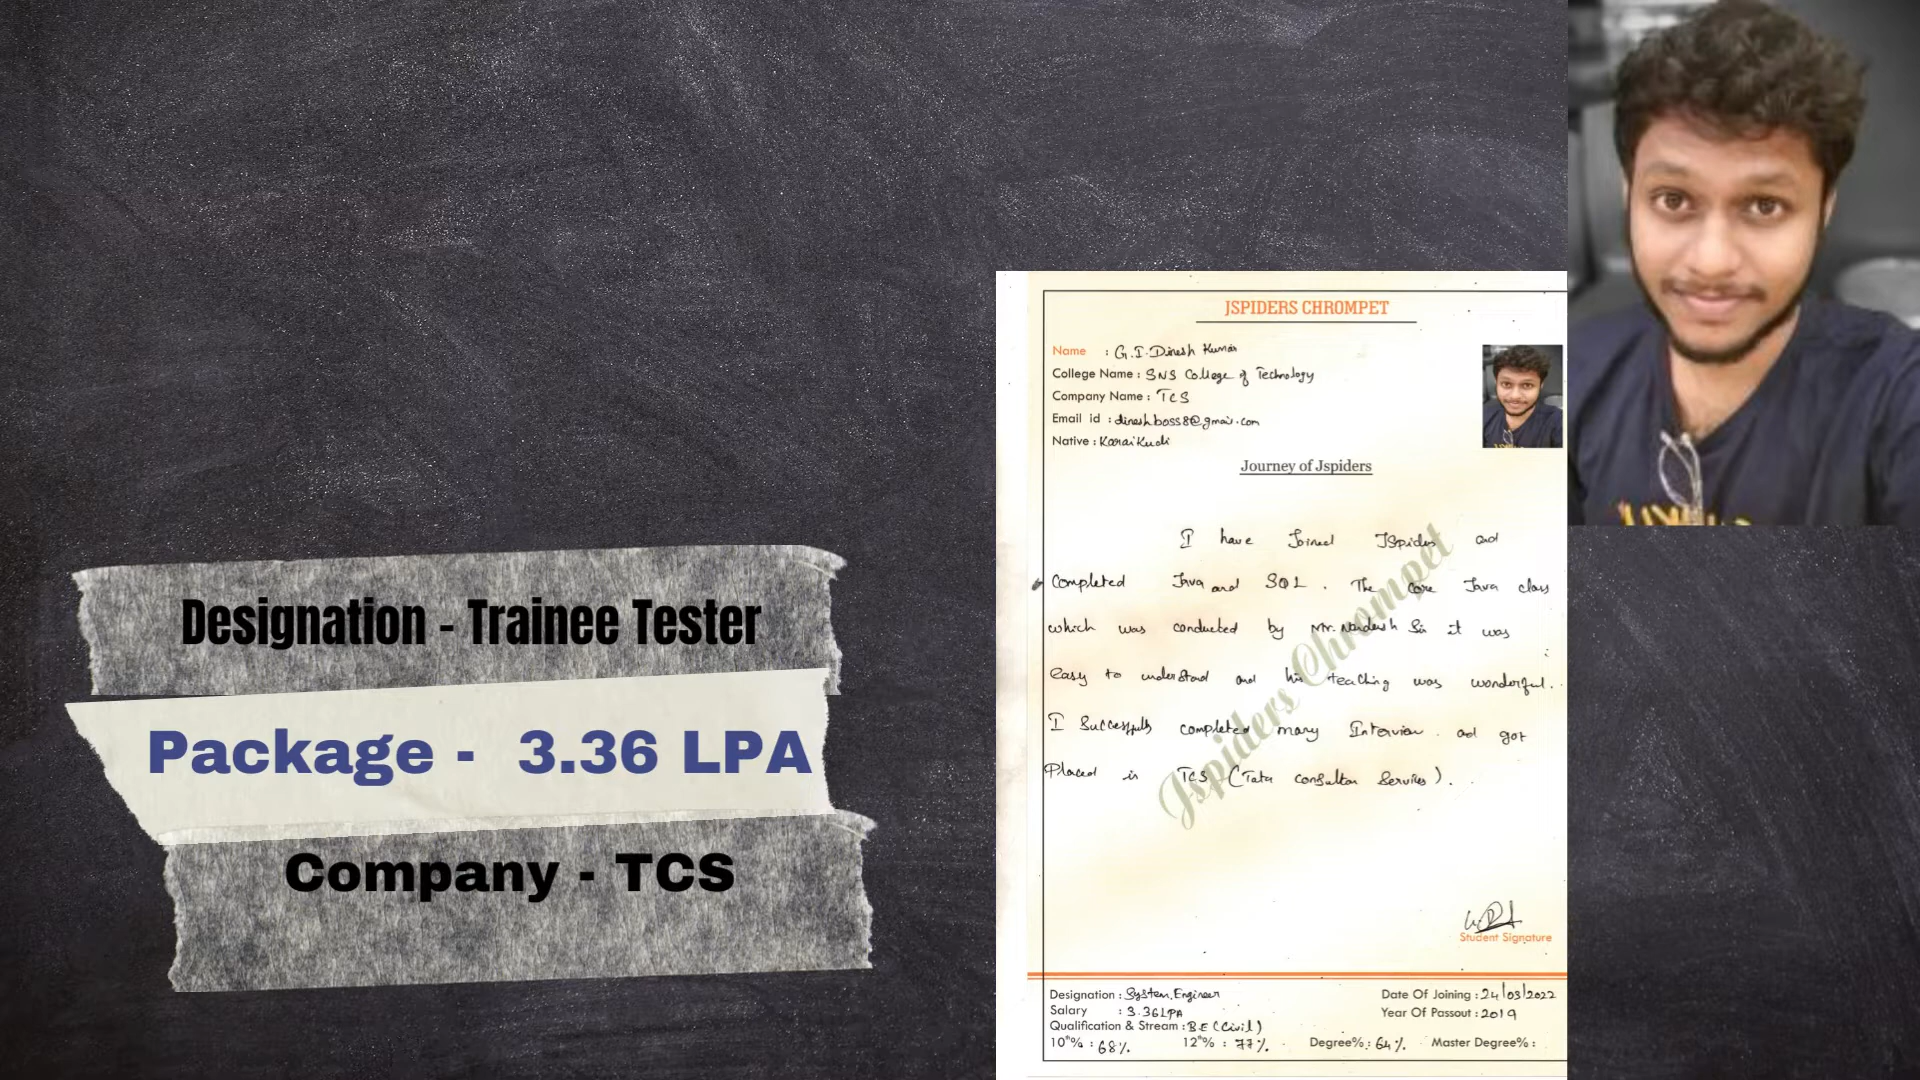 Designation - Trainee Tester
Package - 3.36 LPA
Company - TCS
JSPIDERS CHROMPET
Name : G.I. Dinesh Kumar
College Name : SNS College of Technology
Company Name : TCS
Email id : dineshboss8@gmail.com
Native : Karaikudi
Journey of Jspiders
I have Joined JSpiders and
Completed Java and SQL. The Core Java class
which was conducted by Mr. Sir it was
easy to understand and his teaching was wonderful.
I Successfully completed many Interview and got
Placed in TCS (Tata Services).
Jspiders Chrompet
Student Signature
Designation : System Engineer
Date Of Joining : 24/03/2022
Salary : 3.36LPA
Year Of Passout : 2019
Qualification & Stream : B.E (Civil)
10th% : 68% 12th% : 77% Degree% : 64% Master Degree% :